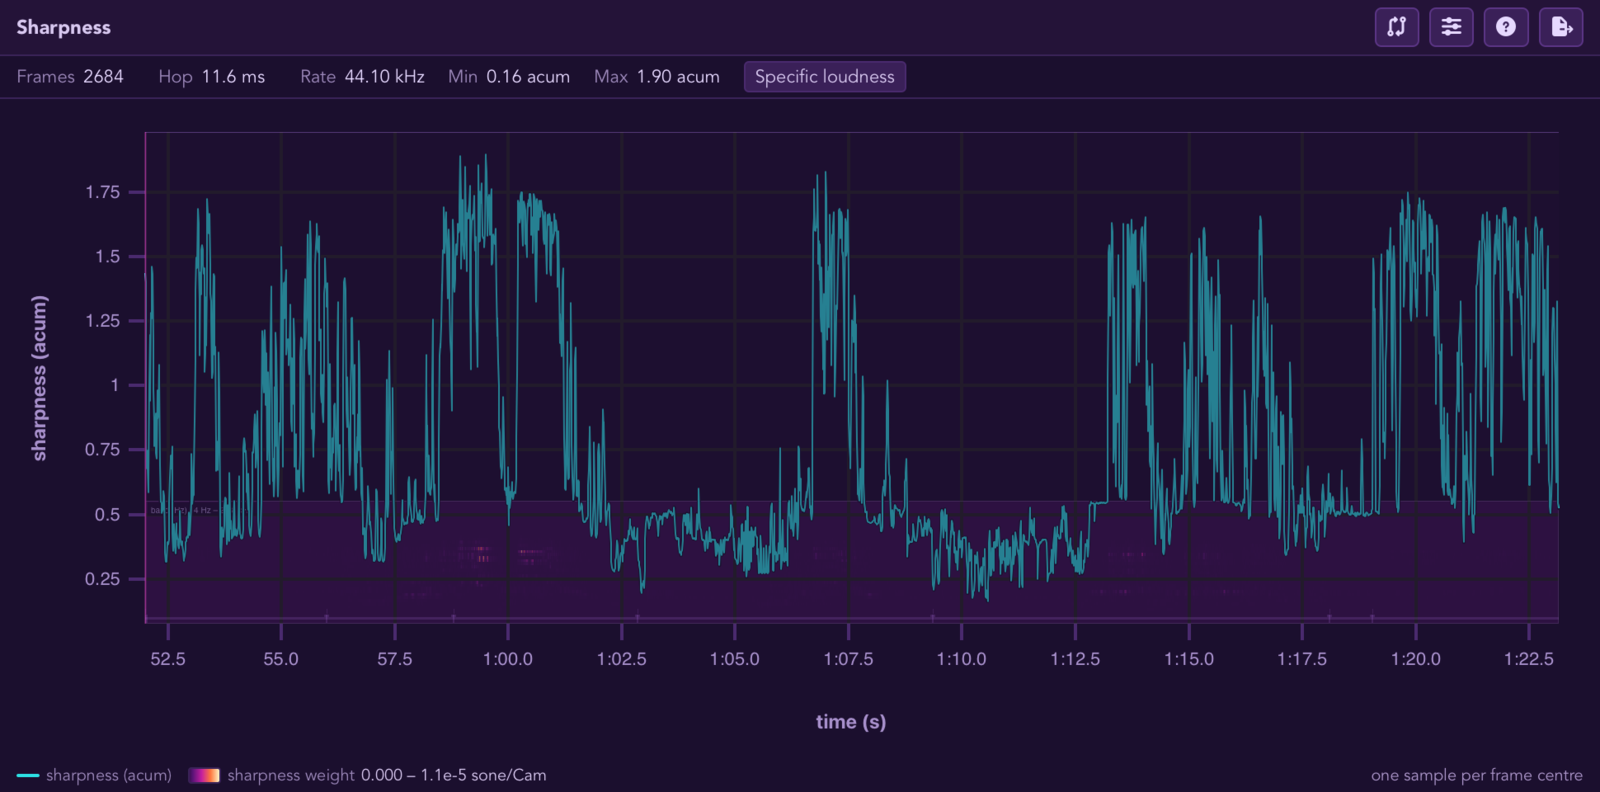 Sharpness
Frames 2684 Hop 11.6 ms Rate 44.10 kHz Min 0.16 acum Max 1.90 acum Specific loudness
sharpness (acum)
1.75
1.5
1.25
1
0.75
0.5
0.25
52.5 55.0 57.5 1:00.0 1:02.5 1:05.0 1:07.5 1:10.0 1:12.5 1:15.0 1:17.5 1:20.0 1:22.5
time (s)
sharpness (acum) sharpness weight 0.000 – 1.1e-5 sone/Cam one sample per frame centre